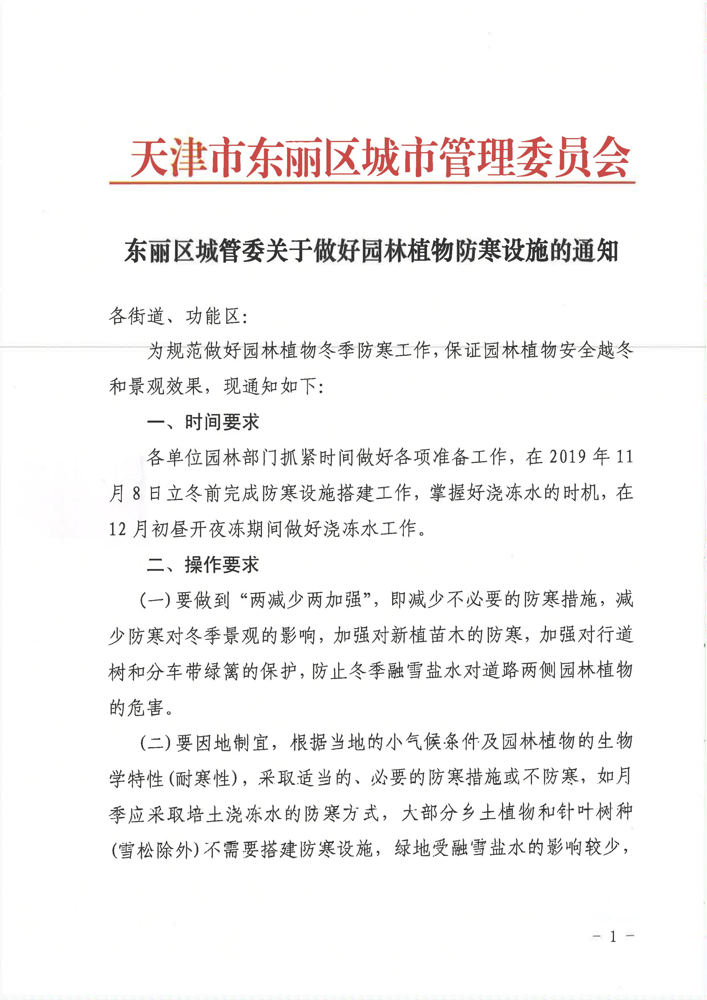 天津市东丽区城市管理委员会
东丽区城管委关于做好园林植物防寒设施的通知
各街道、功能区：
为规范做好园林植物冬季防寒工作，保证园林植物安全越冬
和景观效果，现通知如下：
一、时间要求
各单位园林部门抓紧时间做好各项准备工作，在 2019 年 11
月 8 日立冬前完成防寒设施搭建工作，掌握好浇冻水的时机，在
12 月初昼开夜冻期间做好浇冻水工作。
二、操作要求
(一)要做到“两减少两加强”，即减少不必要的防寒措施，减
少防寒对冬季景观的影响，加强对新植苗木的防寒，加强对行道
树和分车带绿篱的保护，防止冬季融雪盐水对道路两侧园林植物
的危害。
(二)要因地制宜，根据当地的小气候条件及园林植物的生物
学特性(耐寒性)，采取适当的、必要的防寒措施或不防寒，如月
季应采取培土浇冻水的防寒方式，大部分乡土植物和针叶树种
(雪松除外)不需要搭建防寒设施，绿地受融雪盐水的影响较少，
- 1 -